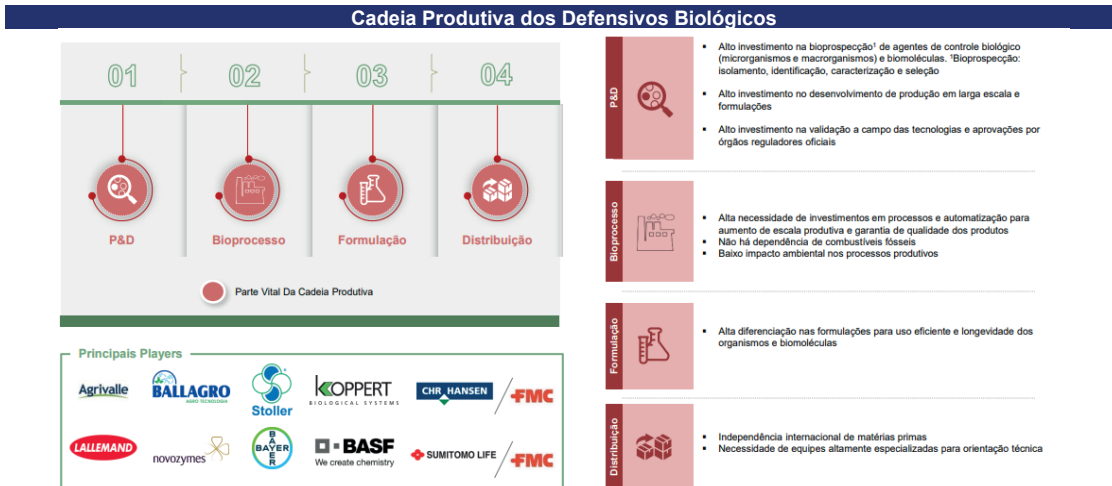 Cadeia Produtiva dos Defensivos Biológicos
01
02
03
04
P&D
Bioprocesso
Formulação
Distribuição
Parte Vital Da Cadeia Produtiva
Principais Players
Agrivalle
BALLAGRO
AGRO TECNOLOGIA
Stoller
KOPPERT
BIOLOGICAL SYSTEMS
CHR HANSEN
FMC
LALLEMAND
novozymes
BAYER
BAYER
BASF
We create chemistry
SUMITOMO LIFE
FMC
P&D
▪ Alto investimento na bioprospecção¹ de agentes de controle biológico
(microrganismos e macrorganismos) e biomoléculas. ¹Bioprospecção:
isolamento, identificação, caracterização e seleção
▪ Alto investimento no desenvolvimento de produção em larga escala e
formulações
▪ Alto investimento na validação a campo das tecnologias e aprovações por
órgãos reguladores oficiais
Bioprocesso
▪ Alta necessidade de investimentos em processos e automatização para
aumento de escala produtiva e garantia de qualidade dos produtos
▪ Não há dependência de combustíveis fósseis
▪ Baixo impacto ambiental nos processos produtivos
Formulação
▪ Alta diferenciação nas formulações para uso eficiente e longevidade dos
organismos e biomoléculas
Distribuição
▪ Independência internacional de matérias primas
▪ Necessidade de equipes altamente especializadas para orientação técnica